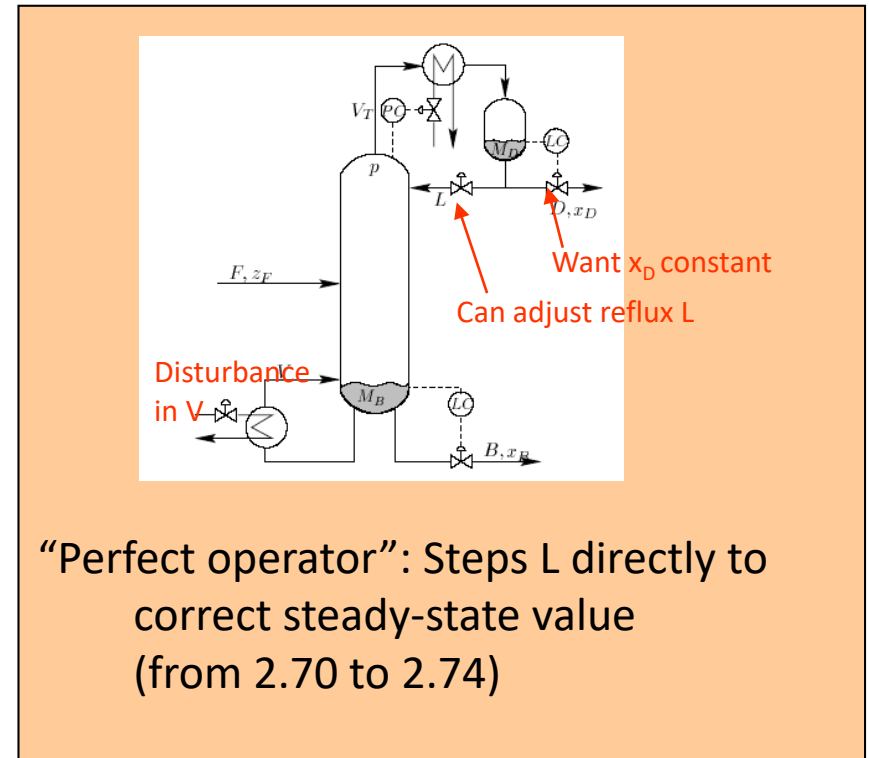 V_T
PC
p
M_D
LC
L
D, x_D
Want x_D constant
F, z_F
Can adjust reflux L
Disturbance
V
in V
M_B
LC
B, x_B
“Perfect operator”: Steps L directly to
correct steady-state value
(from 2.70 to 2.74)